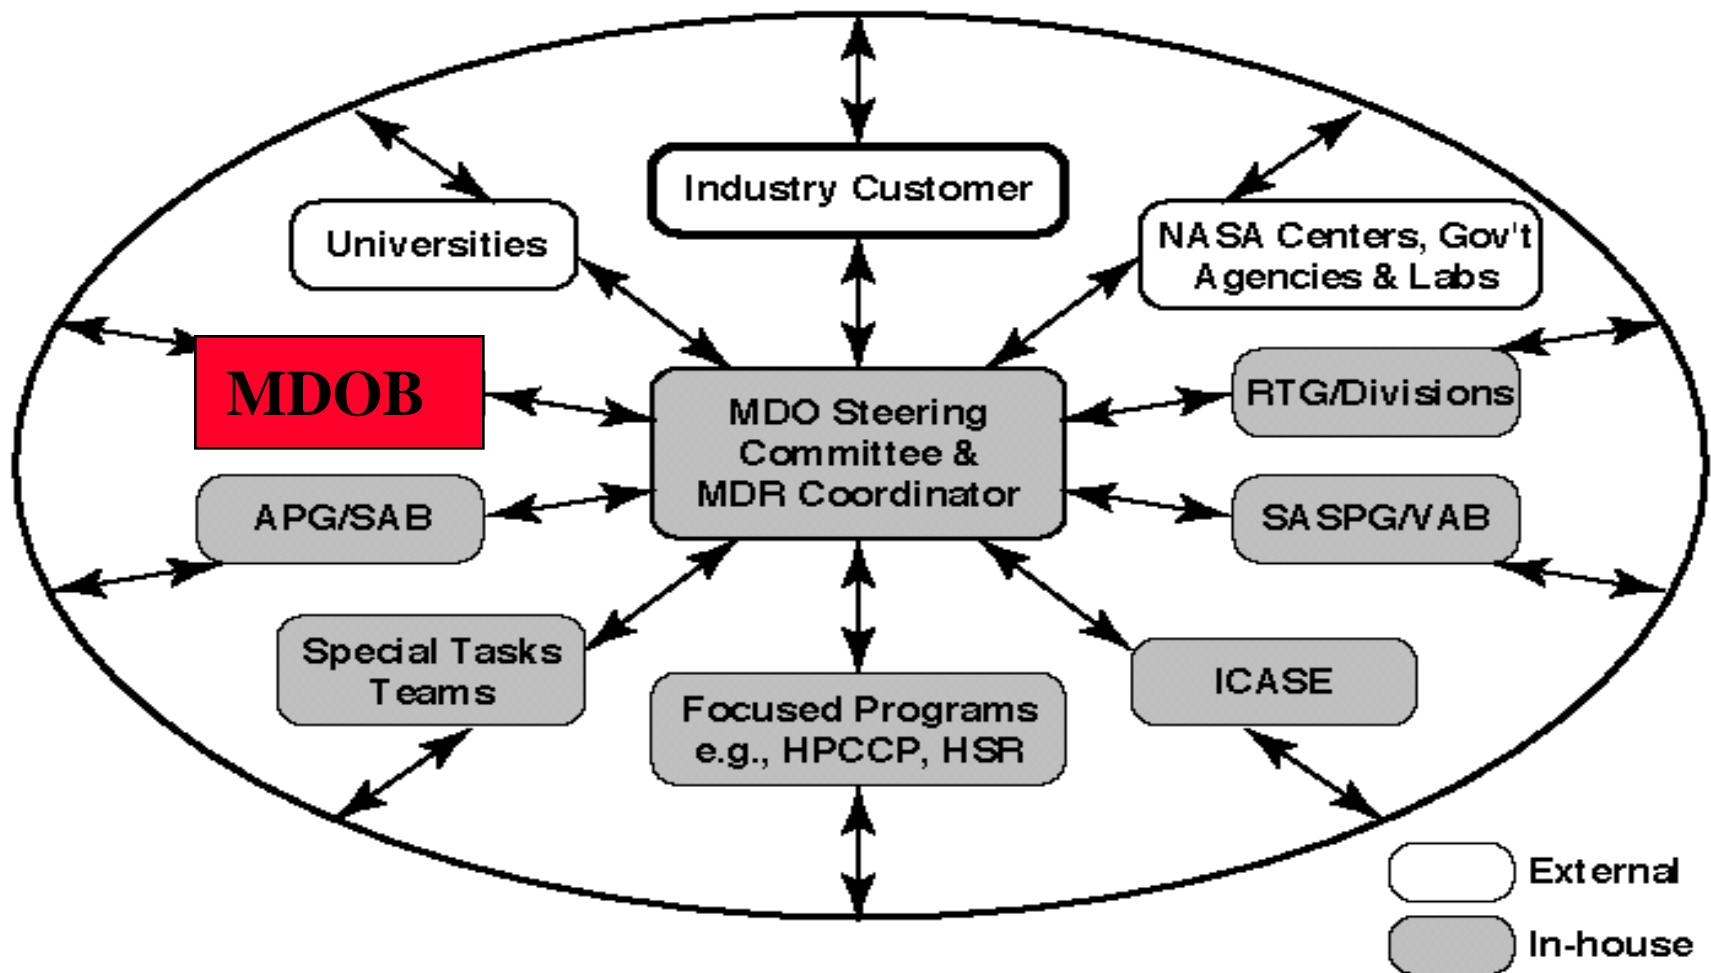 Industry Customer
Universities
NASA Centers, Gov't
Agencies & Labs
MDOB
MDO Steering
Committee &
MDR Coordinator
RTG/Divisions
APG/SAB
SASPG/VAB
Special Tasks
Teams
Focused Programs
e.g., HPCCP, HSR
ICASE
External
In-house